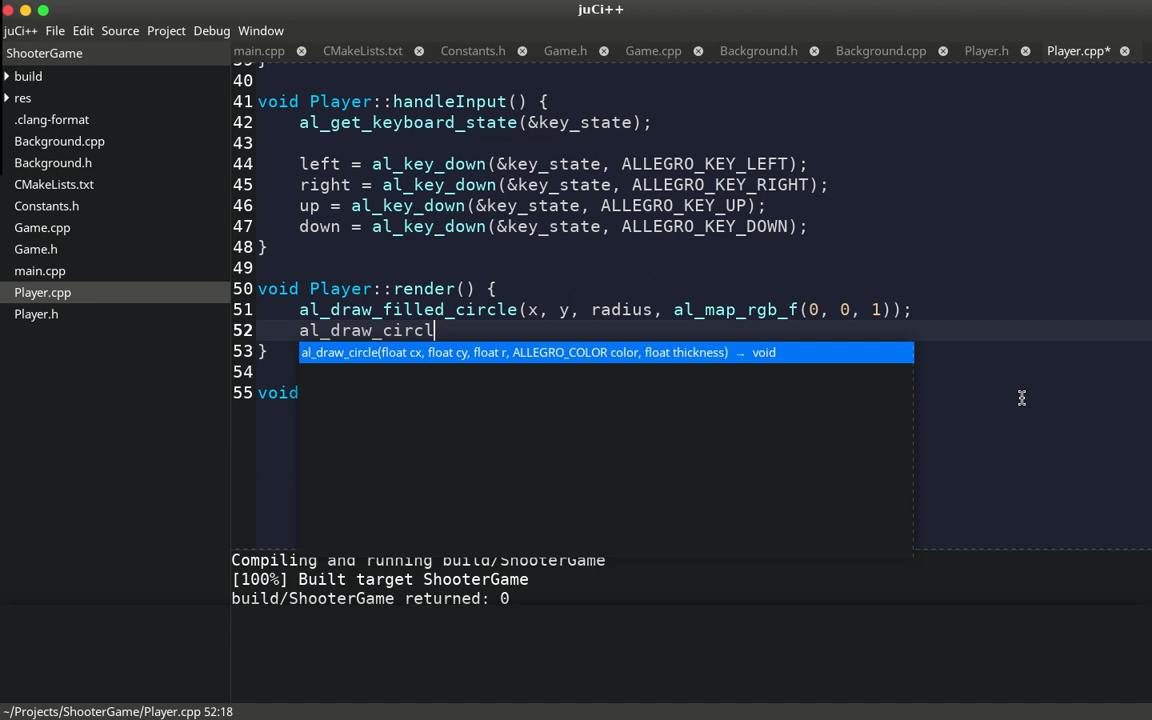 juCi++
juCi++ File Edit Source Project Debug Window
ShooterGame
main.cpp CMakeLists.txt Constants.h Game.h Game.cpp Background.h Background.cpp Player.h Player.cpp*
build
res
.clang-format
Background.cpp
Background.h
CMakeLists.txt
Constants.h
Game.cpp
Game.h
main.cpp
Player.cpp
Player.h
39 }
40
41 void Player::handleInput() {
42 al_get_keyboard_state(&key_state);
43
44 left = al_key_down(&key_state, ALLEGRO_KEY_LEFT);
45 right = al_key_down(&key_state, ALLEGRO_KEY_RIGHT);
46 up = al_key_down(&key_state, ALLEGRO_KEY_UP);
47 down = al_key_down(&key_state, ALLEGRO_KEY_DOWN);
48 }
49
50 void Player::render() {
51 al_draw_filled_circle(x, y, radius, al_map_rgb_f(0, 0, 1));
52 al_draw_circl
al_draw_circle(float cx, float cy, float r, ALLEGRO_COLOR color, float thickness) → void
53 }
54
55 void
Compiling and running build/ShooterGame
[100%] Built target ShooterGame
build/ShooterGame returned: 0
~/Projects/ShooterGame/Player.cpp 52:18